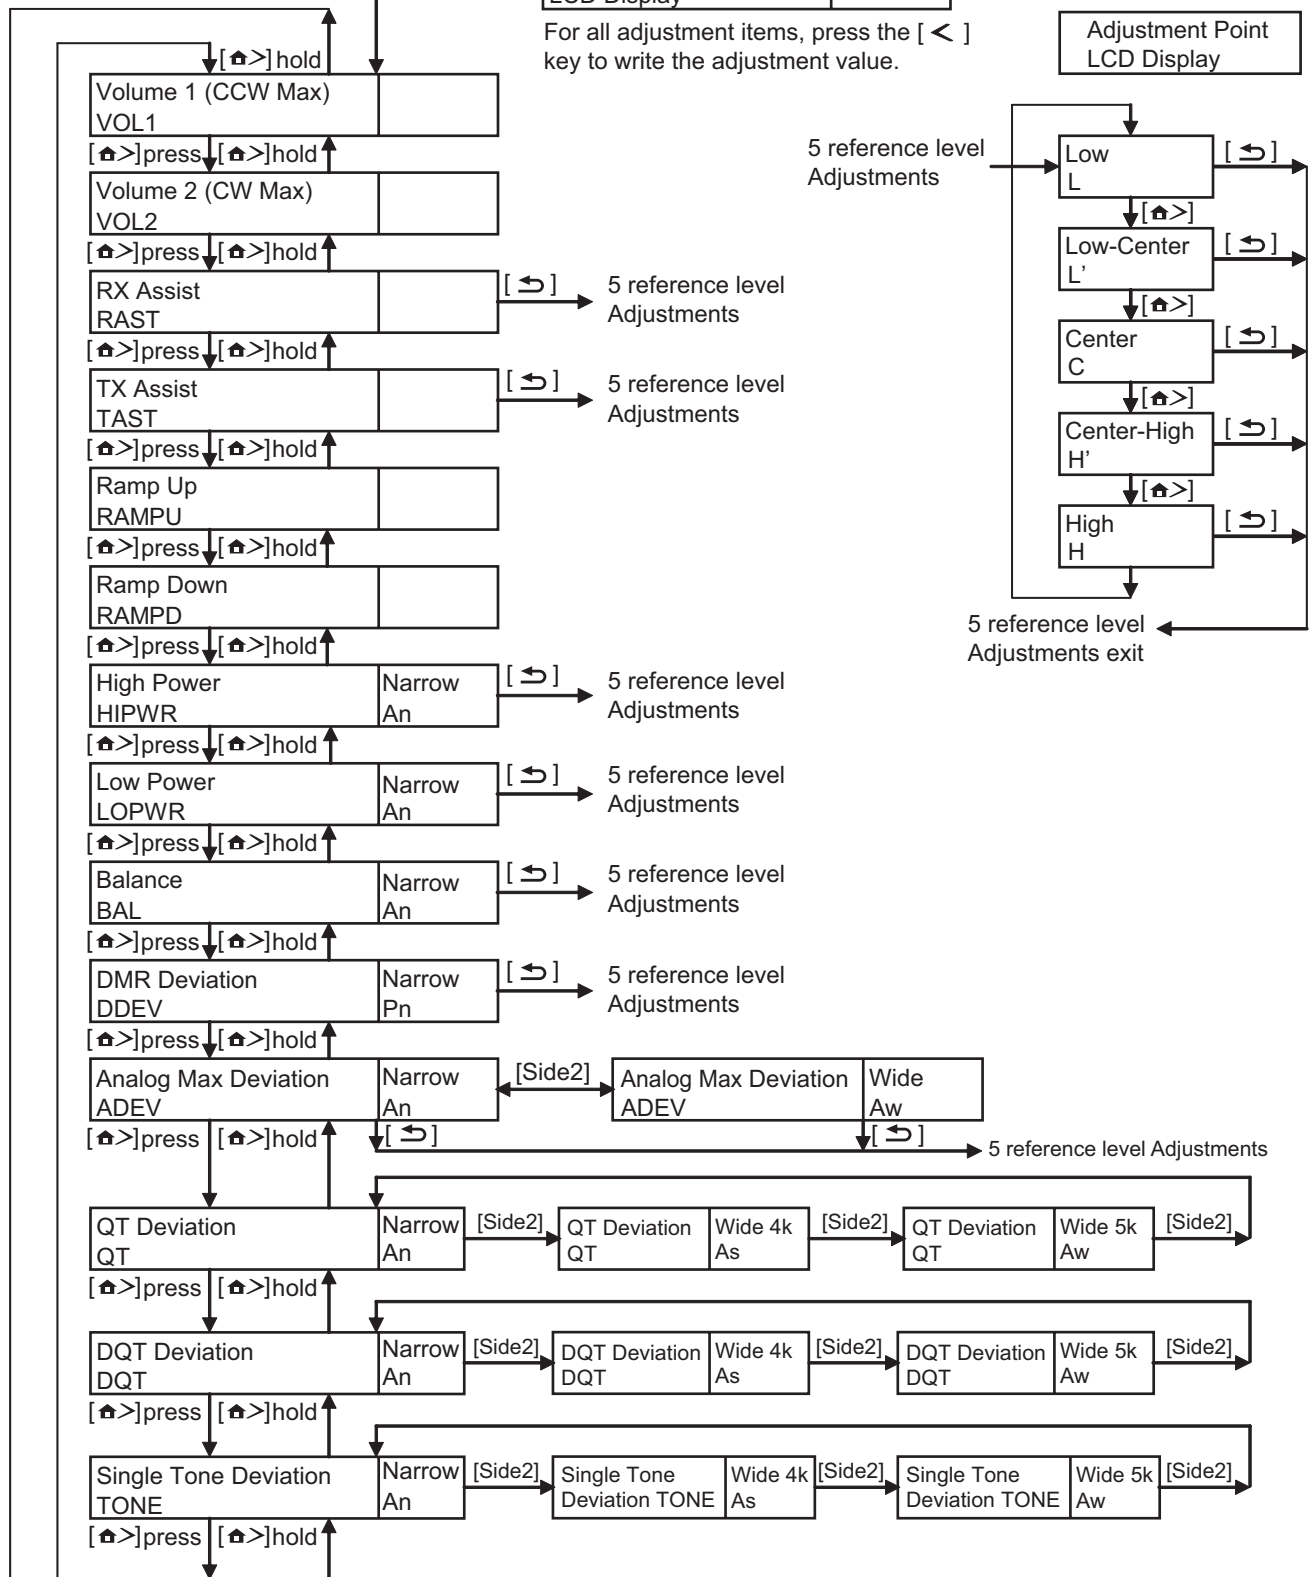 LCD Display
For all adjustment items, press the [ < ]
key to write the adjustment value.
Adjustment Point
LCD Display
[ >] hold
Volume 1 (CCW Max)
VOL1
[ >]press [ >]hold
Volume 2 (CW Max)
VOL2
[ >]press [ >]hold
RX Assist
RAST
[ ]
5 reference level
Adjustments
[ >]press [ >]hold
TX Assist
TAST
[ ]
5 reference level
Adjustments
[ >]press [ >]hold
Ramp Up
RAMPU
[ >]press [ >]hold
Ramp Down
RAMPD
[ >]press [ >]hold
High Power
HIPWR
Narrow
An
[ ]
5 reference level
Adjustments
[ >]press [ >]hold
Low Power
LOPWR
Narrow
An
[ ]
5 reference level
Adjustments
[ >]press [ >]hold
Balance
BAL
Narrow
An
[ ]
5 reference level
Adjustments
[ >]press [ >]hold
DMR Deviation
DDEV
Narrow
Pn
[ ]
5 reference level
Adjustments
[ >]press [ >]hold
Analog Max Deviation
ADEV
Narrow
An
[Side2]
Analog Max Deviation
ADEV
Wide
Aw
[ >]press [ >]hold
[ ]
[ ]
5 reference level Adjustments
QT Deviation
QT
Narrow
An
[Side2]
QT Deviation
QT
Wide 4k
As
[Side2]
QT Deviation
QT
Wide 5k
Aw
[Side2]
[ >]press [ >]hold
DQT Deviation
DQT
Narrow
An
[Side2]
DQT Deviation
DQT
Wide 4k
As
[Side2]
DQT Deviation
DQT
Wide 5k
Aw
[Side2]
[ >]press [ >]hold
Single Tone Deviation
TONE
Narrow
An
[Side2]
Single Tone
Deviation TONE
Wide 4k
As
[Side2]
Single Tone
Deviation TONE
Wide 5k
Aw
[Side2]
[ >]press [ >]hold
5 reference level
Adjustments
Low
L
[ ]
[ >]
Low-Center
L'
[ ]
[ >]
Center
C
[ ]
[ >]
Center-High
H'
[ ]
[ >]
High
H
[ ]
5 reference level
Adjustments exit